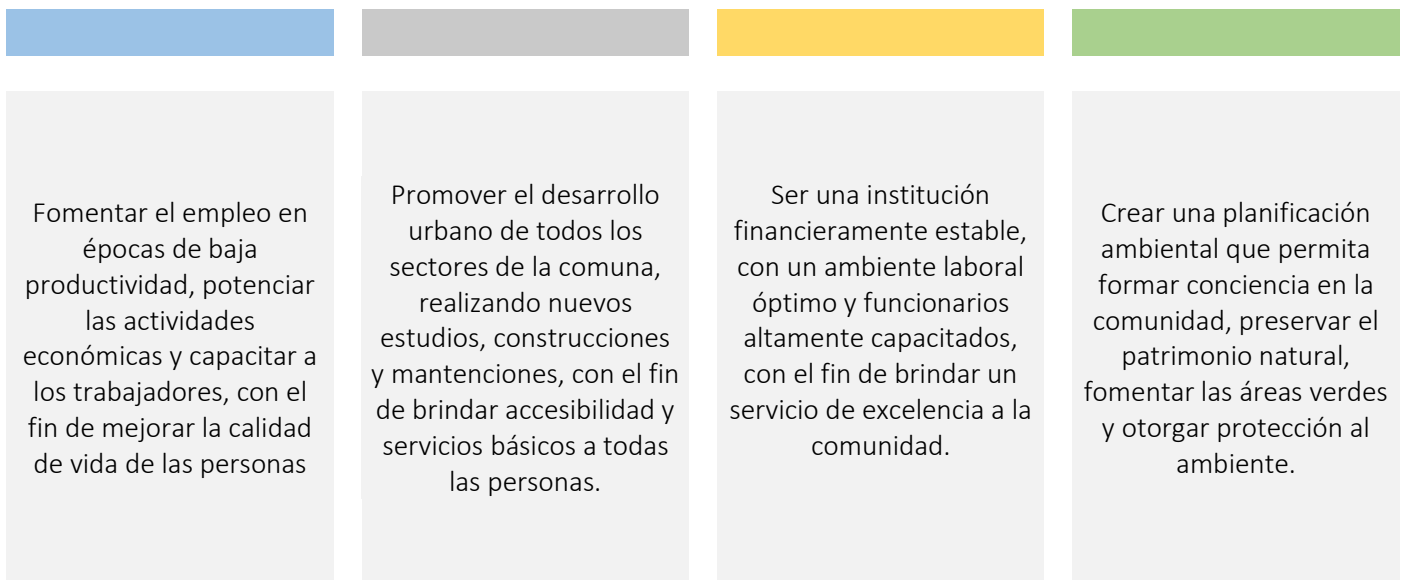 Fomentar el empleo en
épocas de baja
productividad, potenciar
las actividades
económicas y capacitar a
los trabajadores, con el
fin de mejorar la calidad
de vida de las personas
Promover el desarrollo
urbano de todos los
sectores de la comuna,
realizando nuevos
estudios, construcciones
y mantenciones, con el fin
de brindar accesibilidad y
servicios básicos a todas
las personas.
Ser una institución
financieramente estable,
con un ambiente laboral
óptimo y funcionarios
altamente capacitados,
con el fin de brindar un
servicio de excelencia a la
comunidad.
Crear una planificación
ambiental que permita
formar conciencia en la
comunidad, preservar el
patrimonio natural,
fomentar las áreas verdes
y otorgar protección al
ambiente.